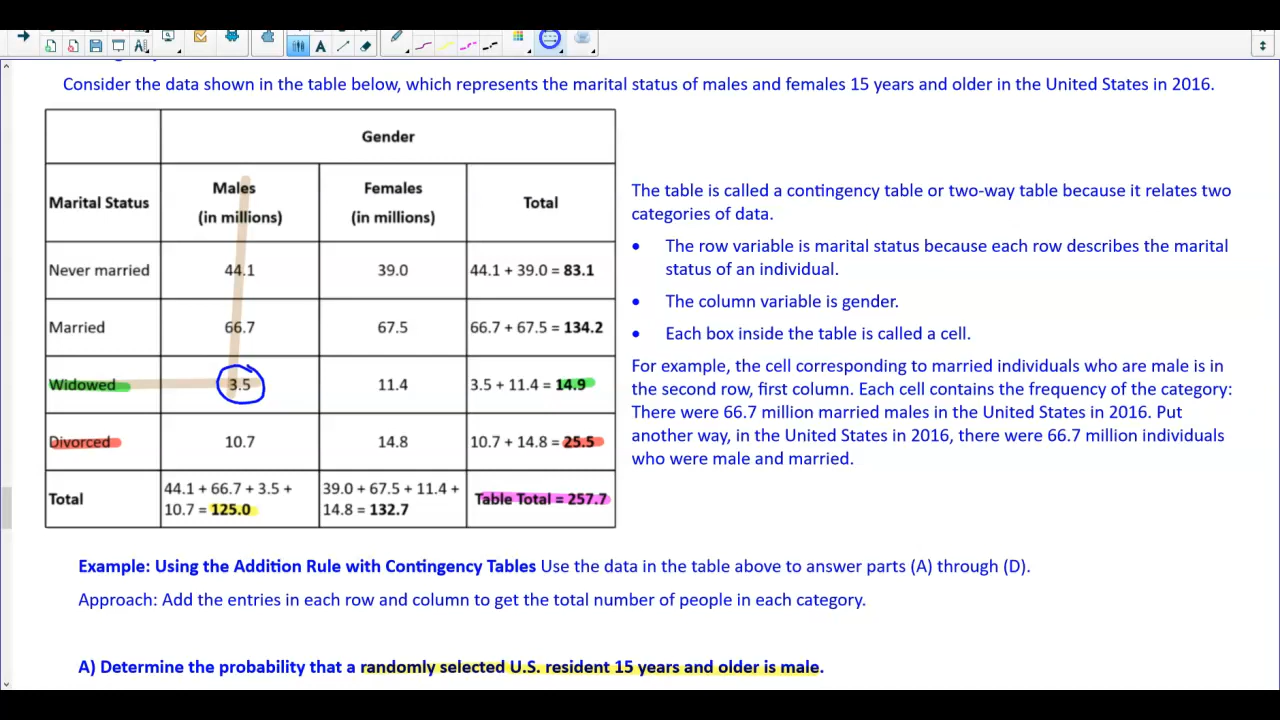 Consider the data shown in the table below, which represents the marital status of males and females 15 years and older in the United States in 2016.
Gender
Marital Status
Males
(in millions)
Females
(in millions)
Total
Never married
44.1
39.0
44.1 + 39.0 = 83.1
Married
66.7
67.5
66.7 + 67.5 = 134.2
Widowed
3.5
11.4
3.5 + 11.4 = 14.9
Divorced
10.7
14.8
10.7 + 14.8 = 25.5
Total
44.1 + 66.7 + 3.5 +
10.7 = 125.0
39.0 + 67.5 + 11.4 +
14.8 = 132.7
Table Total = 257.7
The table is called a contingency table or two-way table because it relates two
categories of data.
• The row variable is marital status because each row describes the marital
status of an individual.
• The column variable is gender.
• Each box inside the table is called a cell.
For example, the cell corresponding to married individuals who are male is in
the second row, first column. Each cell contains the frequency of the category:
There were 66.7 million married males in the United States in 2016. Put
another way, in the United States in 2016, there were 66.7 million individuals
who were male and married.
Example: Using the Addition Rule with Contingency Tables Use the data in the table above to answer parts (A) through (D).
Approach: Add the entries in each row and column to get the total number of people in each category.
A) Determine the probability that a randomly selected U.S. resident 15 years and older is male.